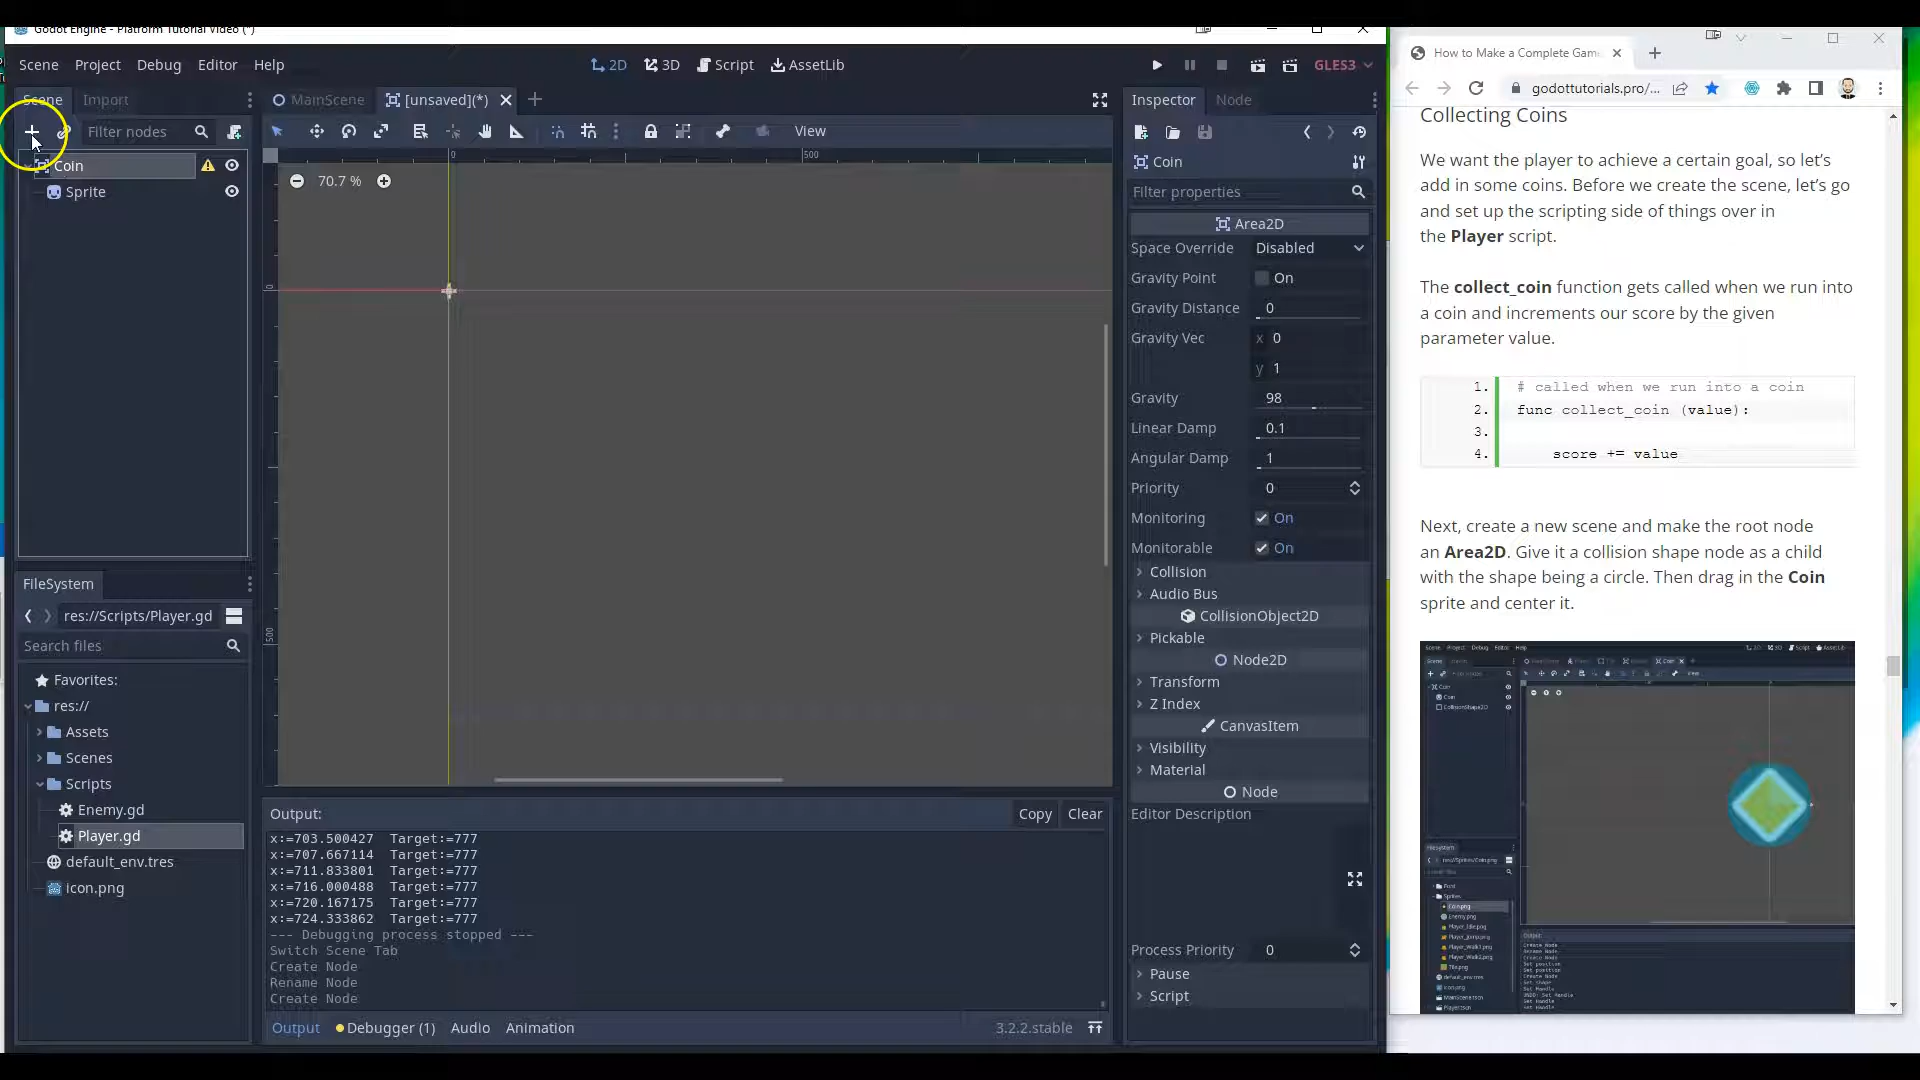 Godot Engine - Platform Tutorial Video (*)
Scene Project Debug Editor Help
2D 3D Script AssetLib
GLES3
Scene Import
MainScene [unsaved](*)
Filter nodes
View
Coin
Sprite
0 500
70.7 %
0
500
FileSystem
res://Scripts/Player.gd
Search files
Favorites:
res://
Assets
Scenes
Scripts
Enemy.gd
Player.gd
default_env.tres
icon.png
Output:
Copy Clear
x:=703.500427 Target:=777
x:=707.667114 Target:=777
x:=711.833801 Target:=777
x:=716.000488 Target:=777
x:=720.167175 Target:=777
x:=724.333862 Target:=777
--- Debugging process stopped ---
Switch Scene Tab
Create Node
Rename Node
Create Node
Output Debugger (1) Audio Animation
3.2.2.stable
Inspector Node
Coin
Filter properties
Area2D
Space Override Disabled
Gravity Point On
Gravity Distance 0
Gravity Vec x 0
y 1
Gravity 98
Linear Damp 0.1
Angular Damp 1
Priority 0
Monitoring On
Monitorable On
Collision
Audio Bus
CollisionObject2D
Pickable
Node2D
Transform
Z Index
CanvasItem
Visibility
Material
Node
Editor Description
Process Priority 0
Pause
Script
How to Make a Complete Gam
godottutorials.pro/...
Collecting Coins
We want the player to achieve a certain goal, so let's
add in some coins. Before we create the scene, let's go
and set up the scripting side of things over in
the Player script.
The collect_coin function gets called when we run into
a coin and increments our score by the given
parameter value.
1. # called when we run into a coin
2. func collect_coin (value):
3.
4. score += value
Next, create a new scene and make the root node
an Area2D. Give it a collision shape node as a child
with the shape being a circle. Then drag in the Coin
sprite and center it.